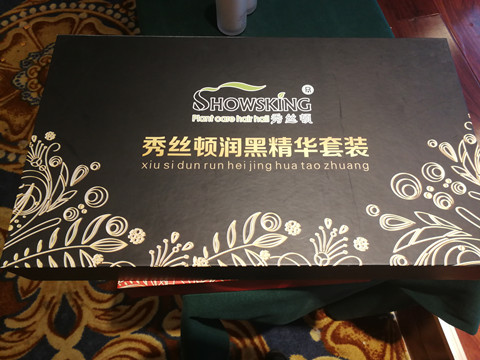 SHOWSKING ®
Plant care hair hall 秀丝顿
秀丝顿润黑精华套装
xiu si dun run hei jing hua tao zhuang